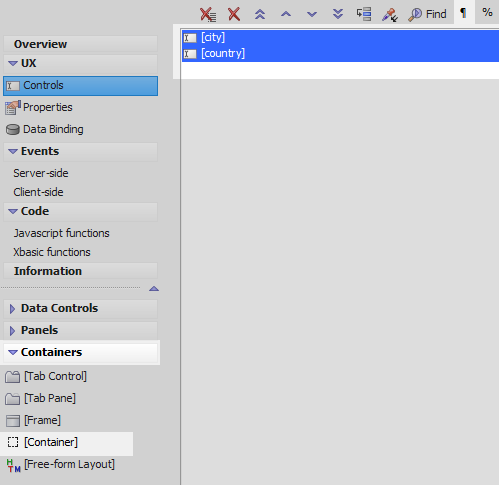 Find ¶ %
[city]
[country]
Overview
UX
Controls
Properties
Data Binding
Events
Server-side
Client-side
Code
Javascript functions
Xbasic functions
Information
Data Controls
Panels
Containers
[Tab Control]
[Tab Pane]
[Frame]
[Container]
HTM [Free-form Layout]